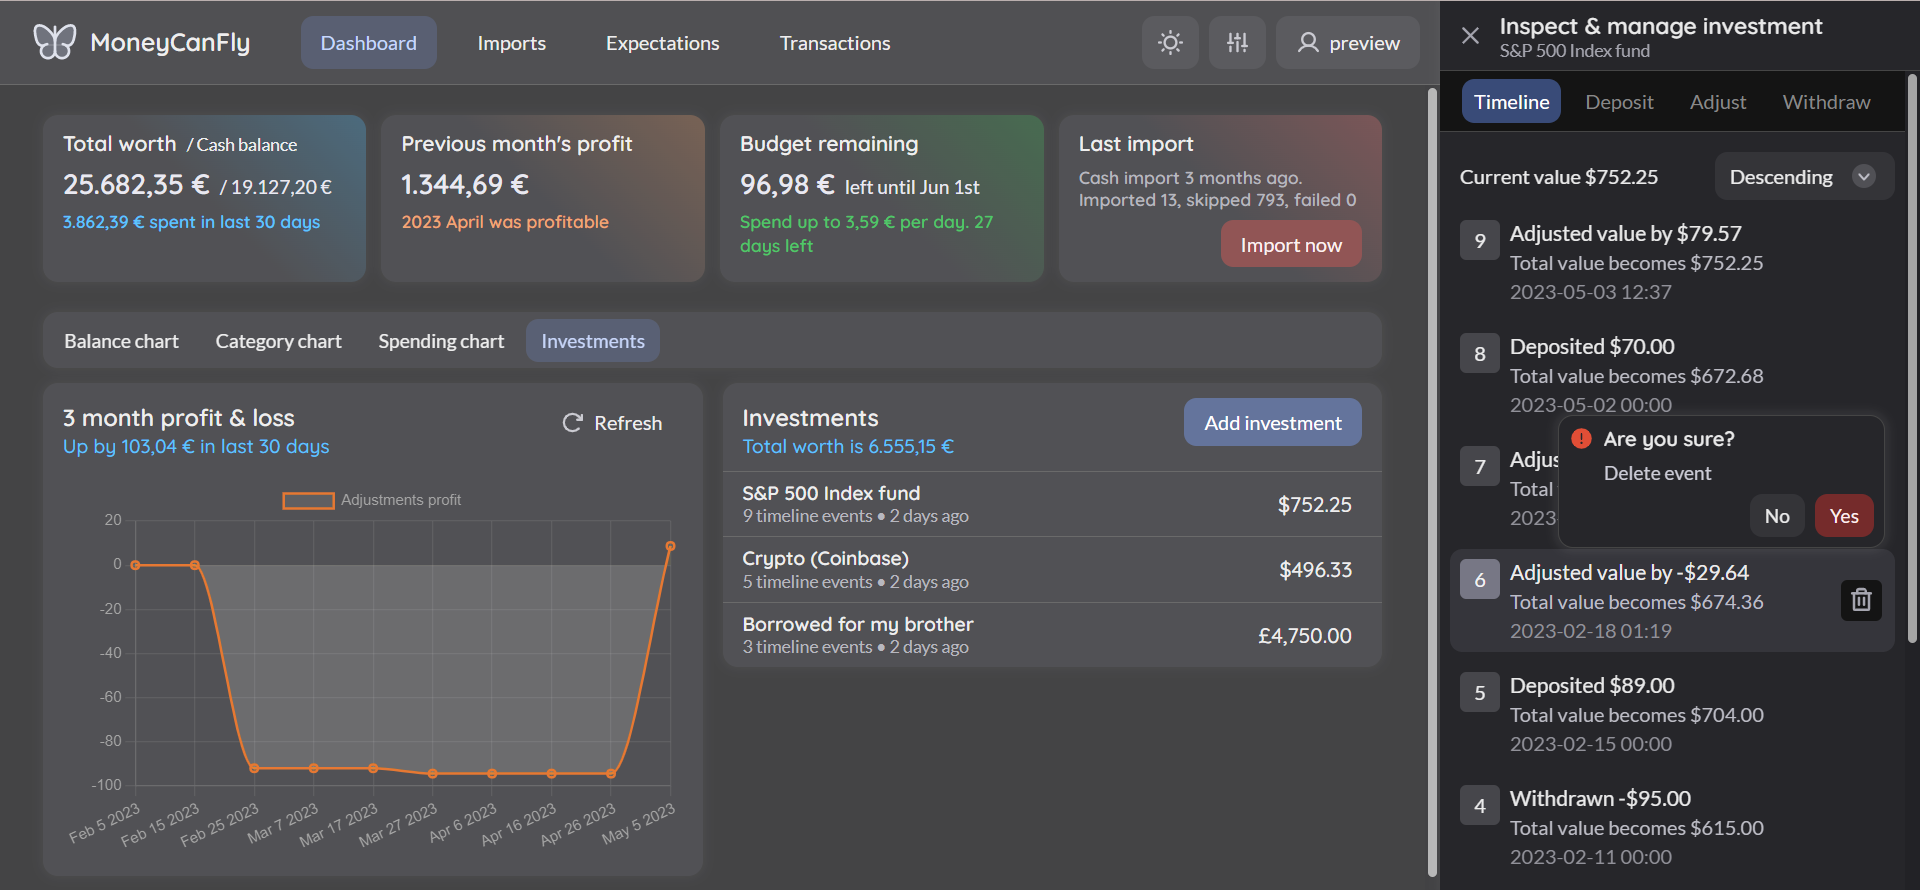 MoneyCanFly
Dashboard
Imports
Expectations
Transactions
preview
Total worth / Cash balance
25.682,35 € / 19.127,20 €
3.862,39 € spent in last 30 days
Previous month's profit
1.344,69 €
2023 April was profitable
Budget remaining
96,98 € left until Jun 1st
Spend up to 3,59 € per day. 27
days left
Last import
Cash import 3 months ago.
Imported 13, skipped 793, failed 0
Import now
Balance chart
Category chart
Spending chart
Investments
3 month profit & loss
Up by 103,04 € in last 30 days
Refresh
Adjustments profit
20
0
-20
-40
-60
-80
-100
Feb 5 2023
Feb 15 2023
Feb 25 2023
Mar 7 2023
Mar 17 2023
Mar 27 2023
Apr 6 2023
Apr 16 2023
Apr 26 2023
May 5 2023
Investments
Total worth is 6.555,15 €
Add investment
S&P 500 Index fund
9 timeline events • 2 days ago
$752.25
Crypto (Coinbase)
5 timeline events • 2 days ago
$496.33
Borrowed for my brother
3 timeline events • 2 days ago
£4,750.00
Inspect & manage investment
S&P 500 Index fund
Timeline
Deposit
Adjust
Withdraw
Current value $752.25
Descending
9
Adjusted value by $79.57
Total value becomes $752.25
2023-05-03 12:37
8
Deposited $70.00
Total value becomes $672.68
2023-05-02 00:00
7
Adjus
Total
2023-
Are you sure?
Delete event
No
Yes
6
Adjusted value by -$29.64
Total value becomes $674.36
2023-02-18 01:19
5
Deposited $89.00
Total value becomes $704.00
2023-02-15 00:00
4
Withdrawn -$95.00
Total value becomes $615.00
2023-02-11 00:00